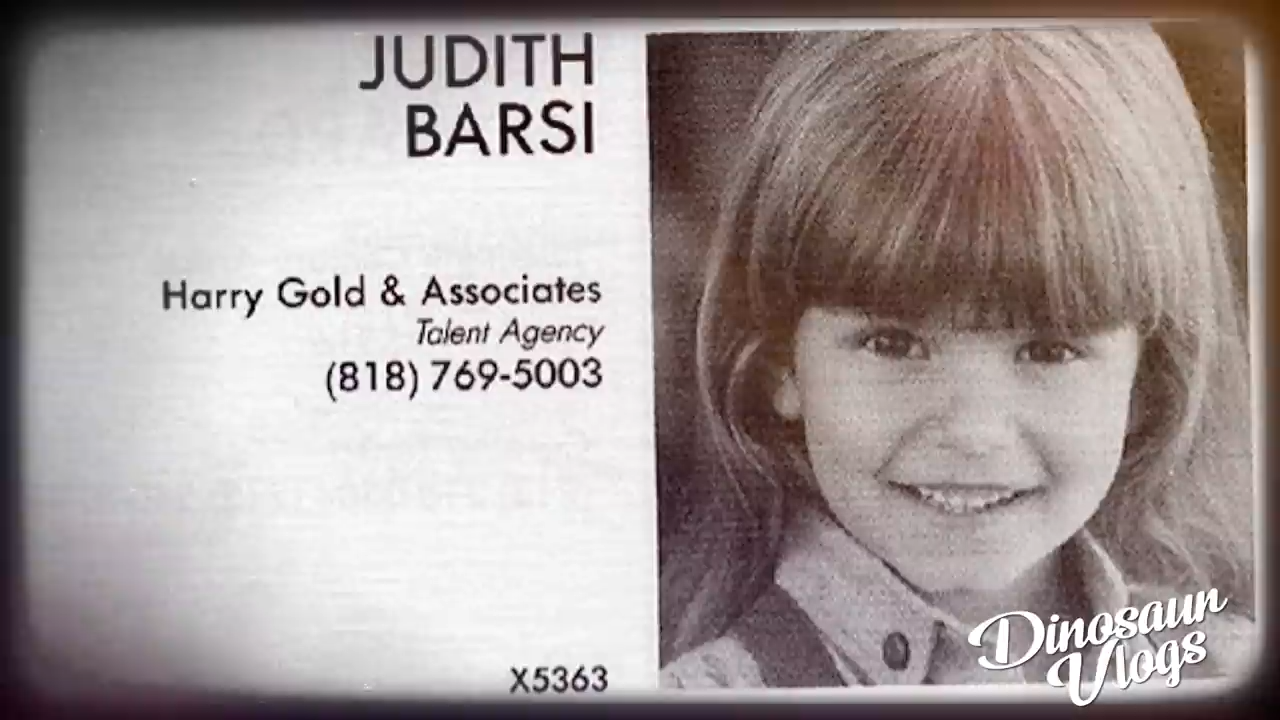 JUDITH
BARSI
Harry Gold & Associates
Talent Agency
(818) 769-5003
X5363
Dinosaur
Vlogs